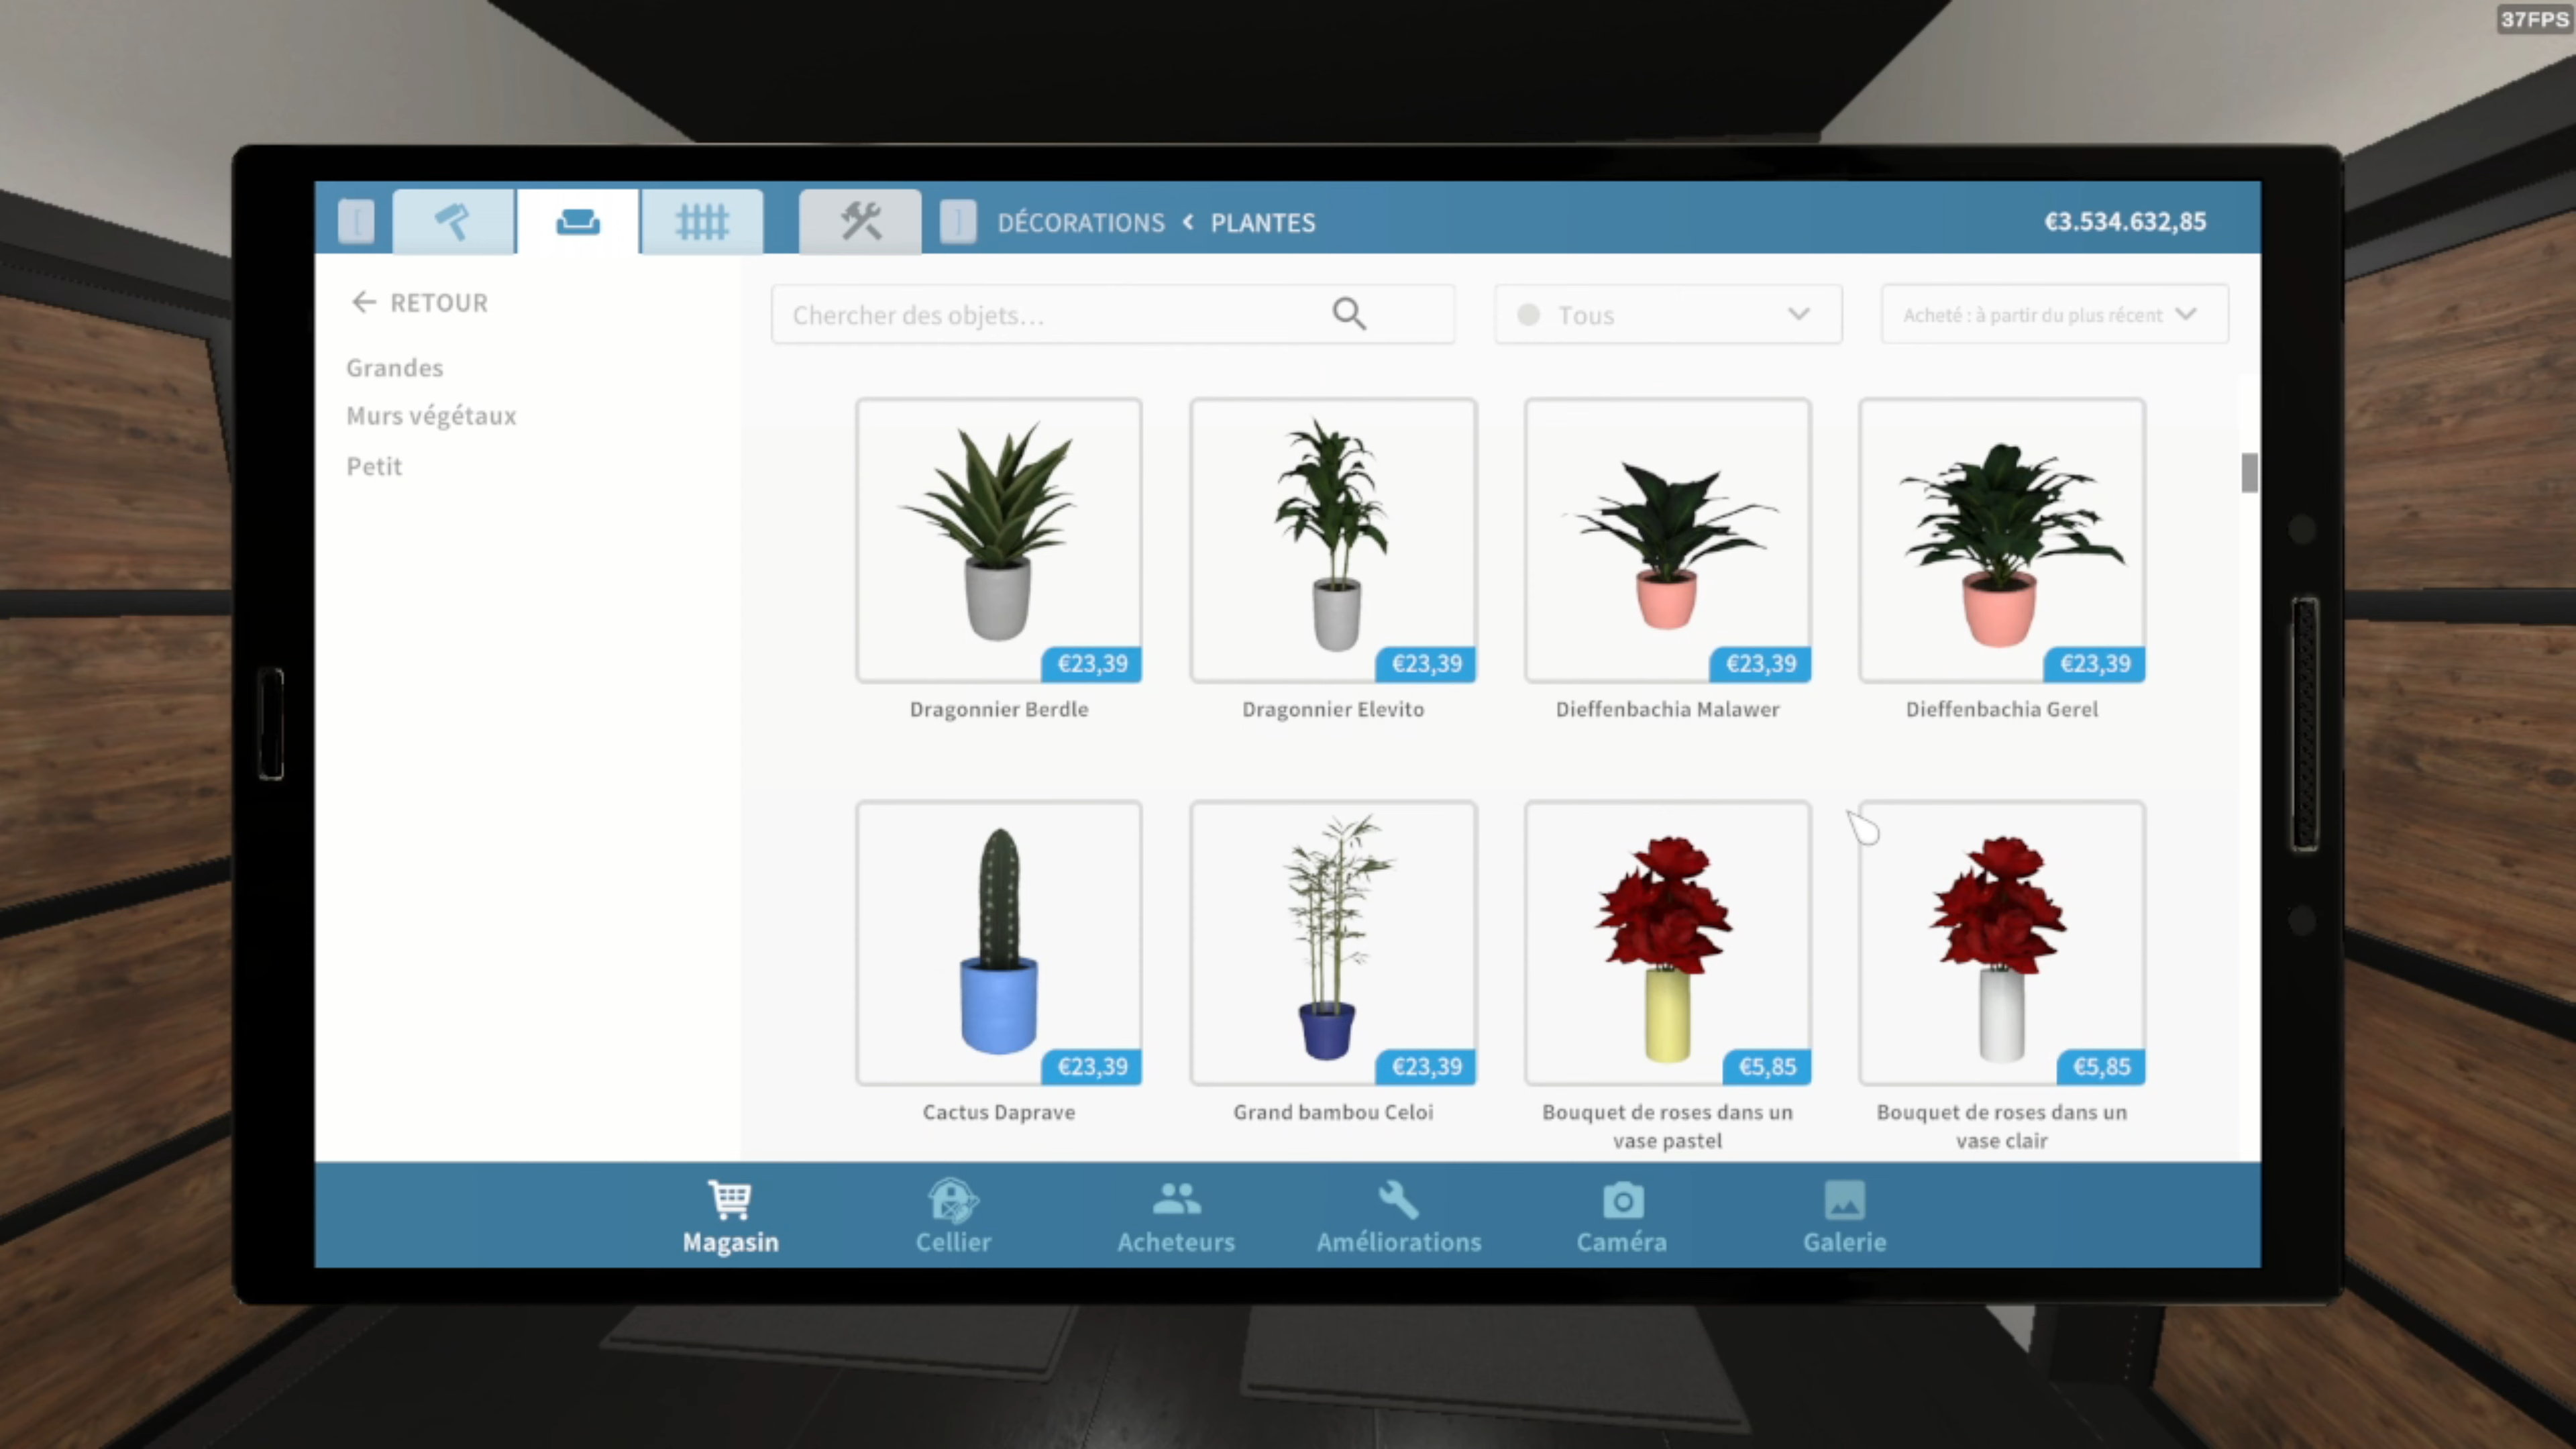 37FPS
[
]
DÉCORATIONS < PLANTES
€3.534.632,85
← RETOUR
Grandes
Murs végétaux
Petit
Chercher des objets…
Tous
Acheté : à partir du plus récent
€23,39
€23,39
€23,39
€23,39
Dragonnier Berdle
Dragonnier Elevito
Dieffenbachia Malawer
Dieffenbachia Gerel
€23,39
€23,39
€5,85
€5,85
Cactus Daprave
Grand bambou Celoi
Bouquet de roses dans un
vase pastel
Bouquet de roses dans un
vase clair
Magasin
Cellier
Acheteurs
Améliorations
Caméra
Galerie